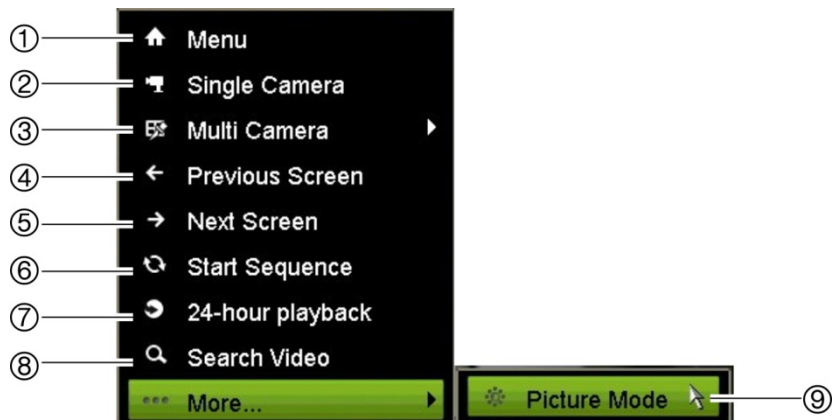 ① Menu
② Single Camera
③ Multi Camera
④ Previous Screen
⑤ Next Screen
⑥ Start Sequence
⑦ 24-hour playback
⑧ Search Video
More... Picture Mode ⑨